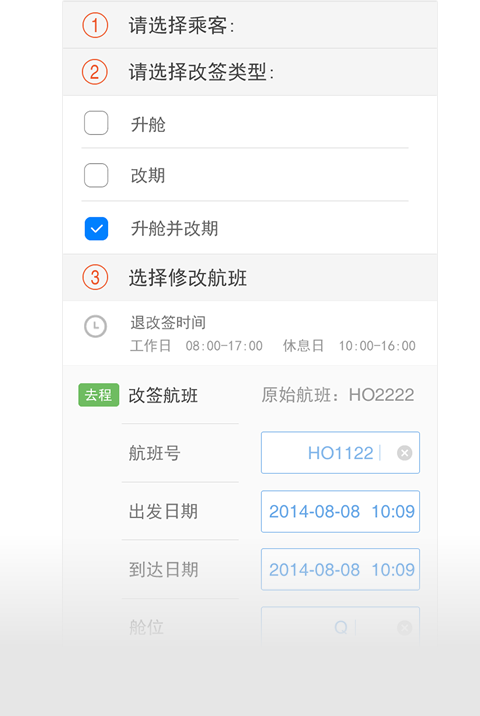 1 请选择乘客:
2 请选择改签类型:
升舱
改期
升舱并改期
3 选择修改航班
退改签时间
工作日 08:00-17:00 休息日 10:00-16:00
去程 改签航班 原始航班：HO2222
航班号 HO1122
出发日期 2014-08-08 10:09
到达日期 2014-08-08 10:09
舱位 Q